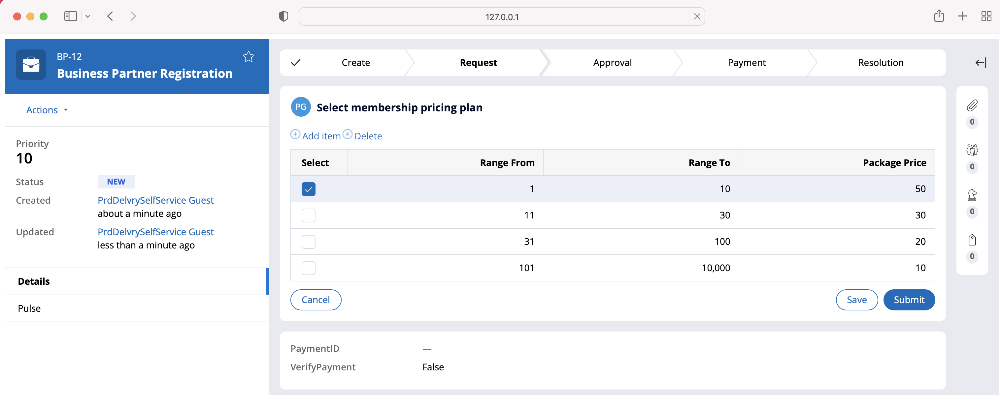 127.0.0.1
BP-12
Business Partner Registration
Actions
Priority
10
Status NEW
Created PrdDelvrySelfService Guest
about a minute ago
Updated PrdDelvrySelfService Guest
less than a minute ago
Details
Pulse
Create Request Approval Payment Resolution
PG Select membership pricing plan
Add item Delete
Select Range From Range To Package Price
1 10 50
11 30 30
31 100 20
101 10,000 10
Cancel Save Submit
PaymentID --
VerifyPayment False
0
0
0
0